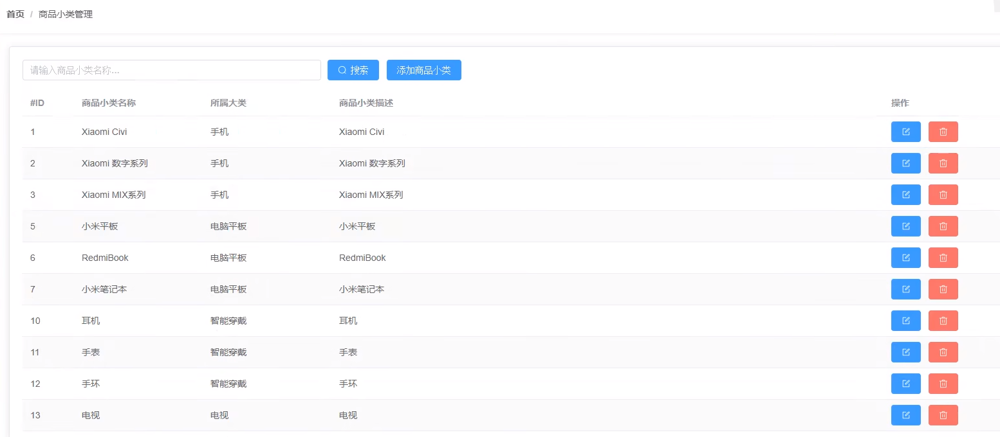 首页 / 商品小类管理
请输入商品小类名称... 搜索 添加商品小类
#ID 商品小类名称 所属大类 商品小类描述 操作
1 Xiaomi Civi 手机 Xiaomi Civi
2 Xiaomi 数字系列 手机 Xiaomi 数字系列
3 Xiaomi MIX系列 手机 Xiaomi MIX系列
5 小米平板 电脑平板 小米平板
6 RedmiBook 电脑平板 RedmiBook
7 小米笔记本 电脑平板 小米笔记本
10 耳机 智能穿戴 耳机
11 手表 智能穿戴 手表
12 手环 智能穿戴 手环
13 电视 电视 电视